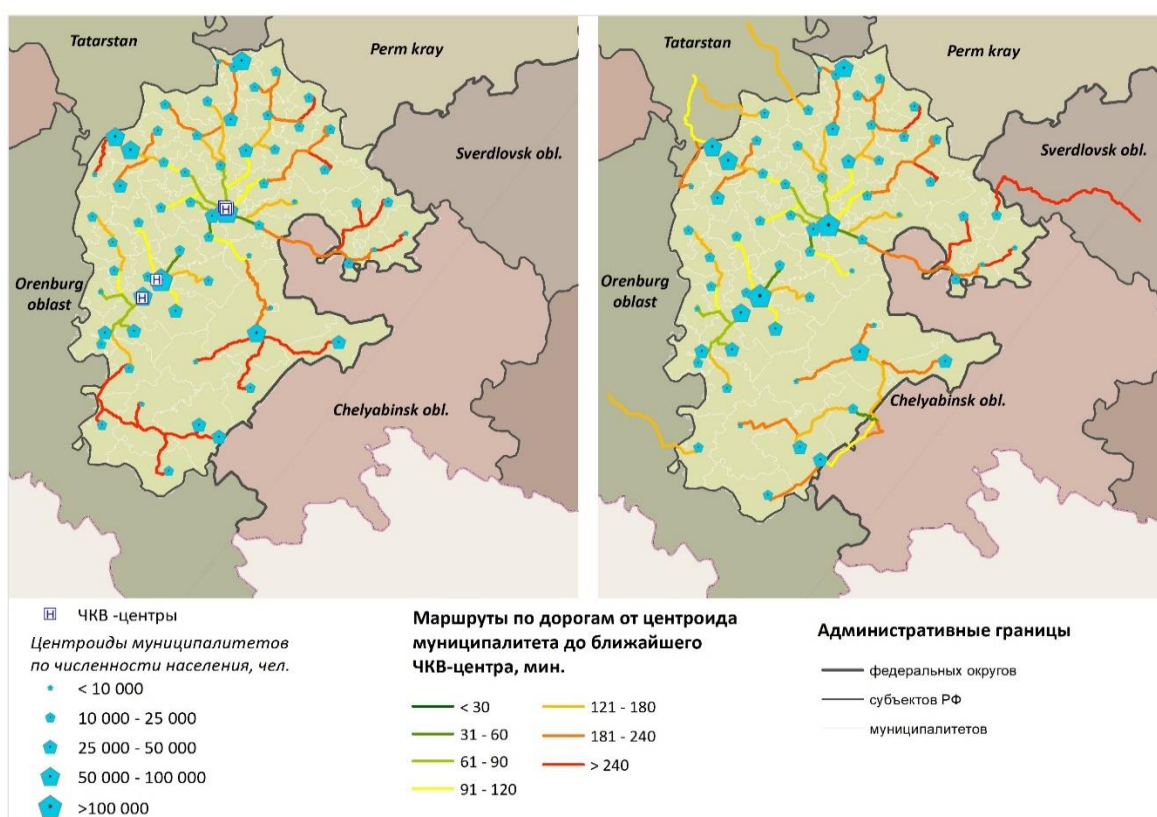 Tatarstan
Perm kray
Sverdlovsk obl.
Orenburg
oblast
Chelyabinsk obl.
H
H
H
Tatarstan
Perm kray
Sverdlovsk obl.
Orenburg
oblast
Chelyabinsk obl.
H ЧКВ -центры
Центроиды муниципалитетов
по численности населения, чел.
< 10 000
10 000 - 25 000
25 000 - 50 000
50 000 - 100 000
>100 000
Маршруты по дорогам от центроида
муниципалитета до ближайшего
ЧКВ-центра, мин.
< 30
31 - 60
61 - 90
91 - 120
121 - 180
181 - 240
> 240
Административные границы
федеральных округов
субъектов РФ
муниципалитетов